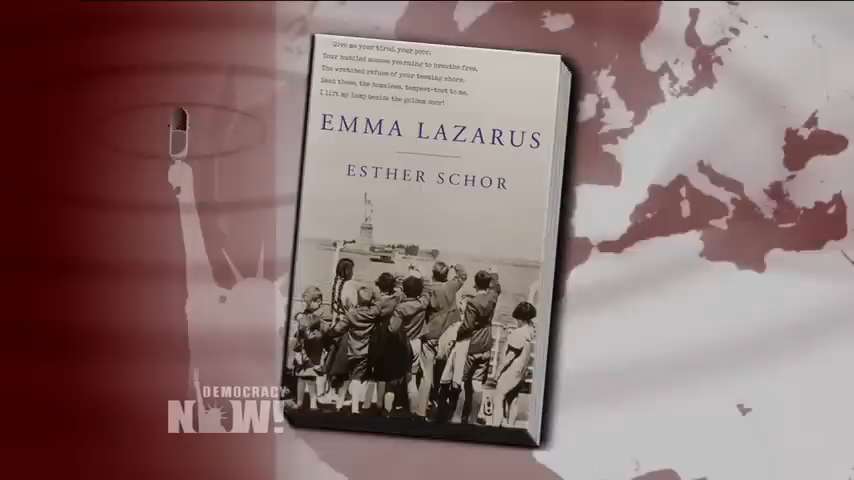 Give me your tired, your poor,
Your huddled masses yearning to breathe free,
The wretched refuse of your teeming shore.
Send these, the homeless, tempest-tost to me,
I lift my lamp beside the golden door!
EMMA LAZARUS
ESTHER SCHOR
DEMOCRACY
NOW!